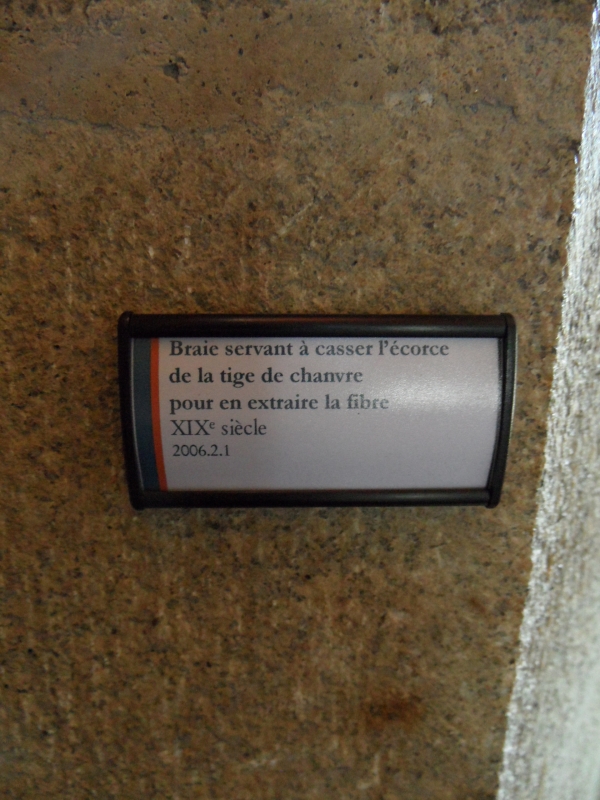 Braie servant à casser l'écorce
de la tige de chanvre
pour en extraire la fibre
XIXᵉ siècle
2006.2.1